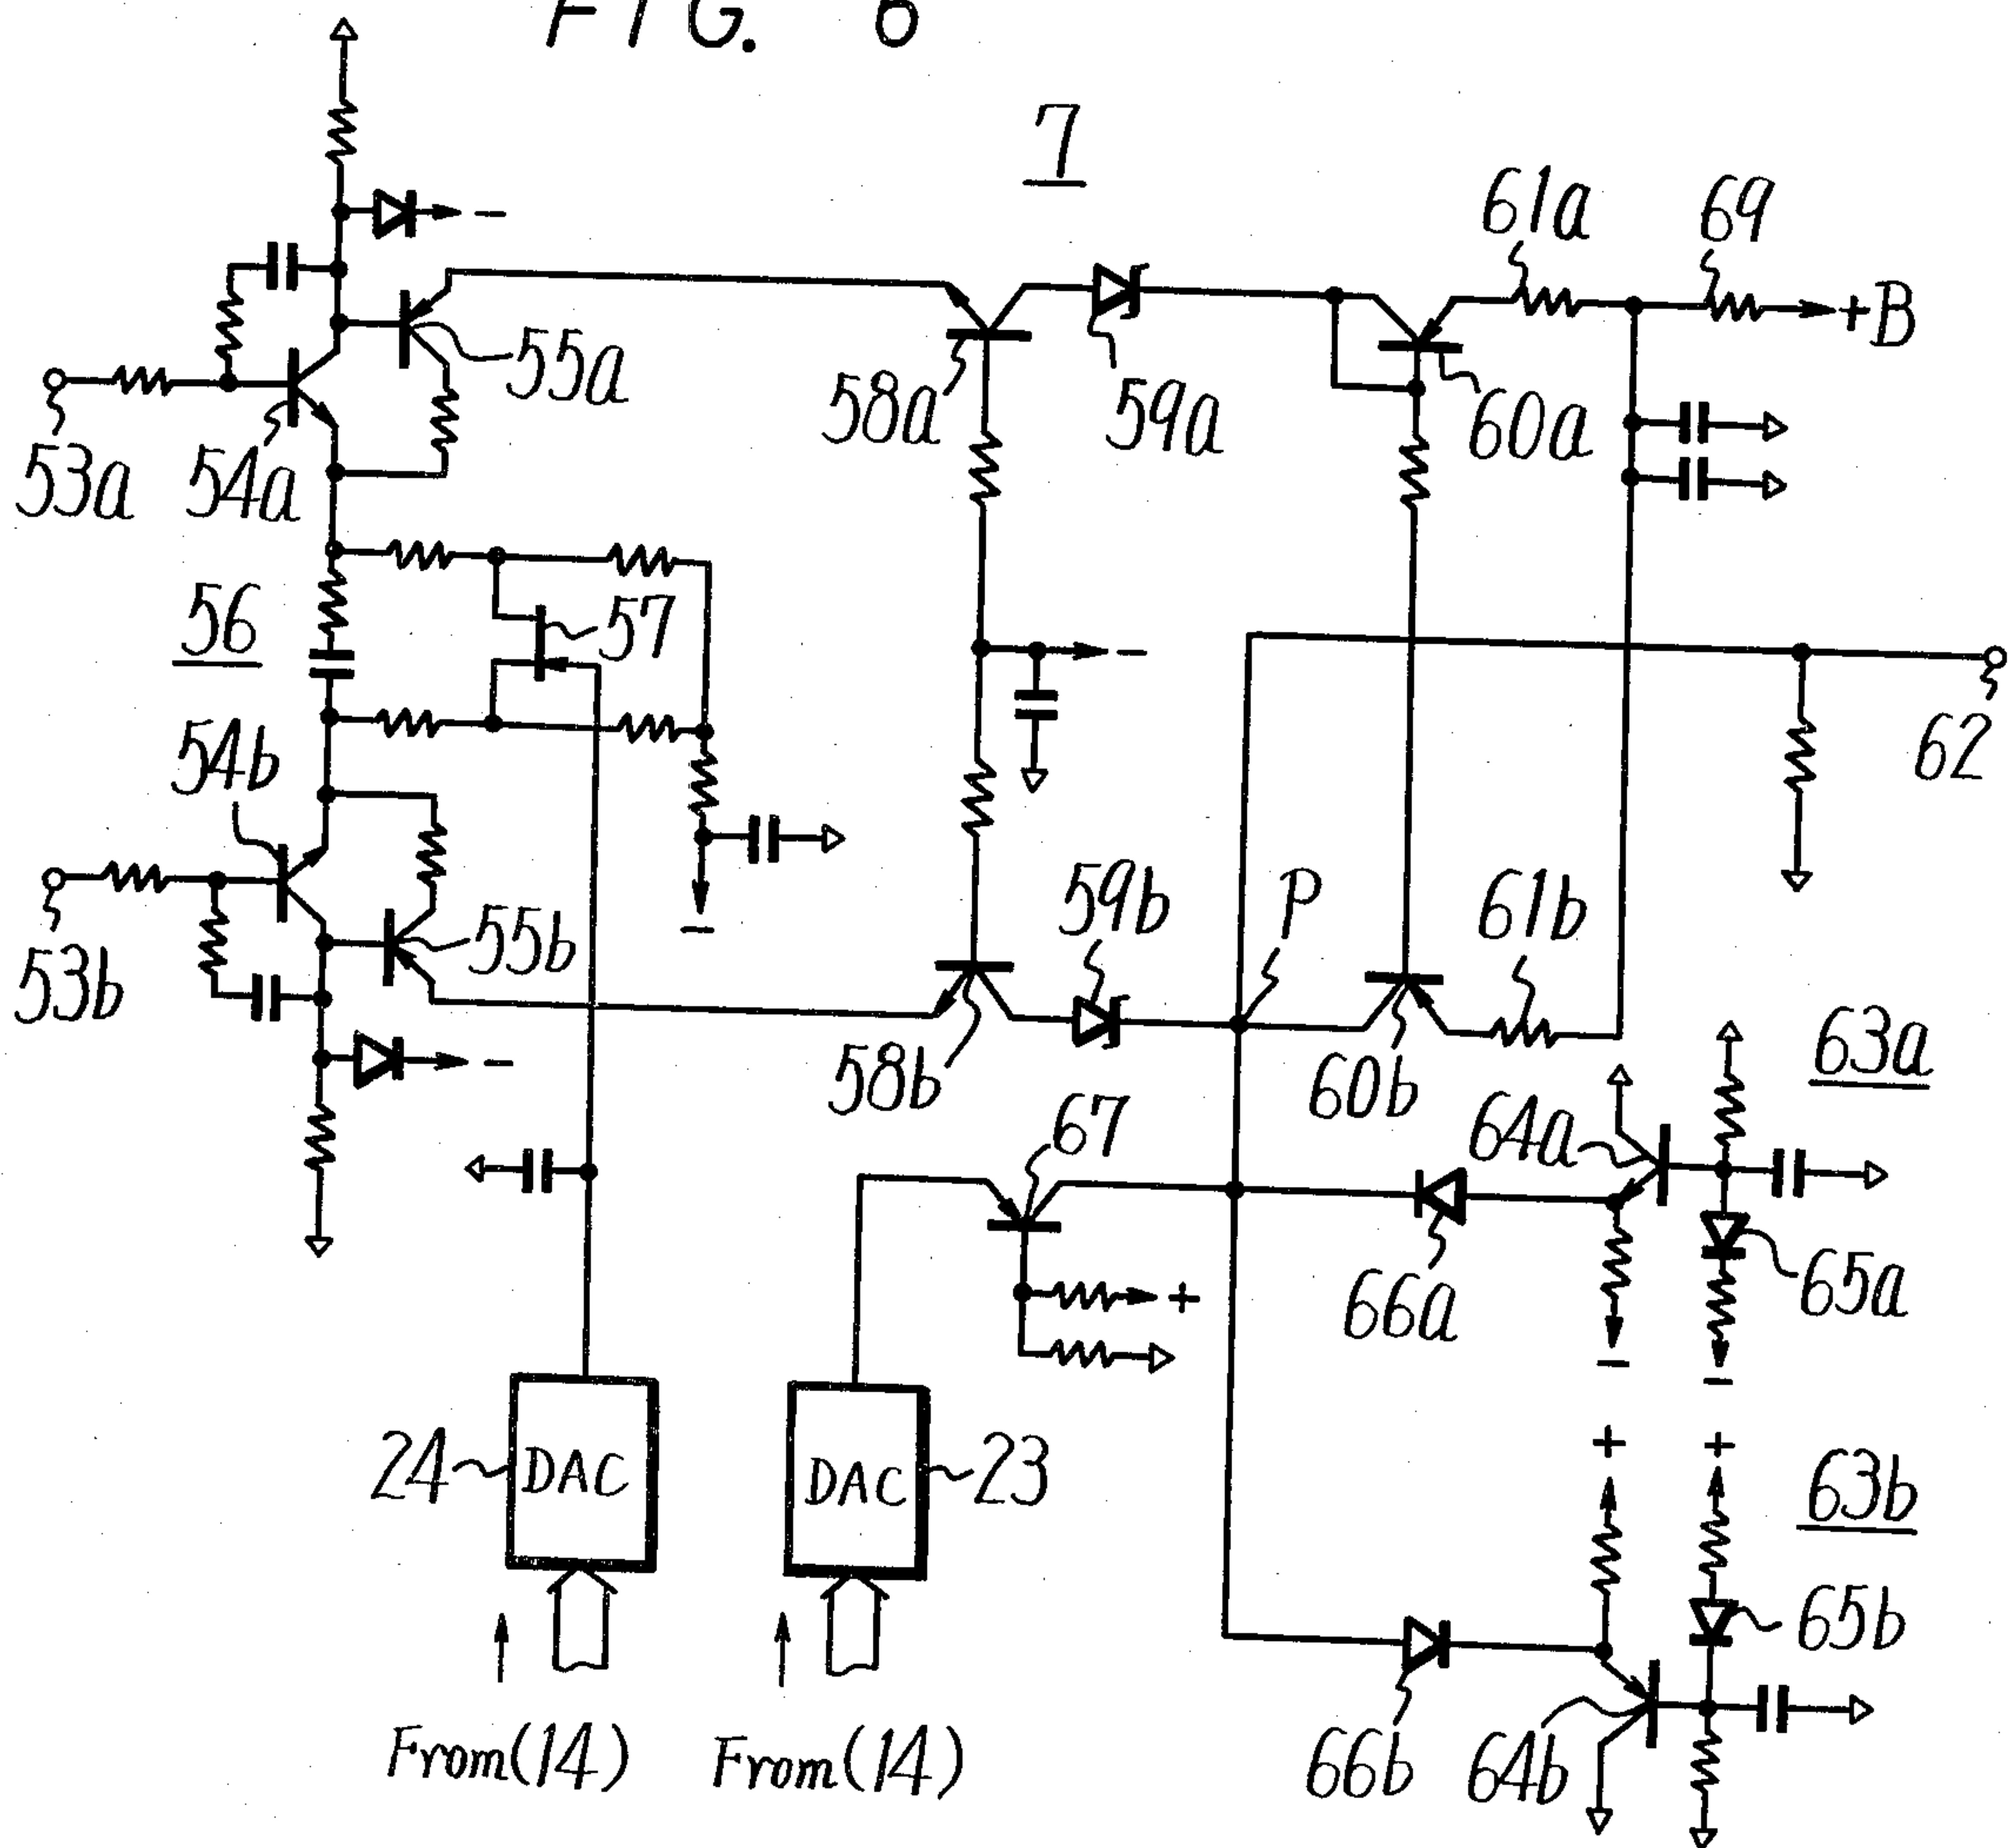 FIG. 6
7
61a
69
+B
55a
58a
59a
60a
53a
54a
56
57
62
54b
59b
P
61b
55b
53b
63a
58b
60b
64a
67
65a
66a
24
DAC
DAC
23
63b
65b
From(14)
From(14)
66b
64b